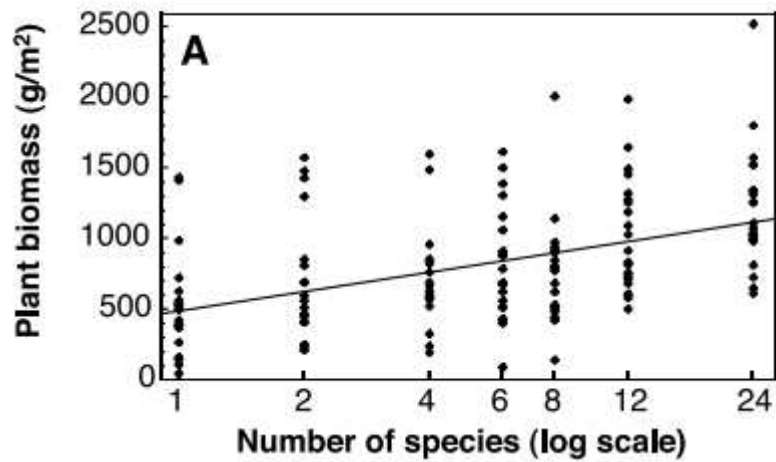 A
Plant biomass (g/m²)
2500
2000
1500
1000
500
0
1 2 4 6 8 12 24
Number of species (log scale)